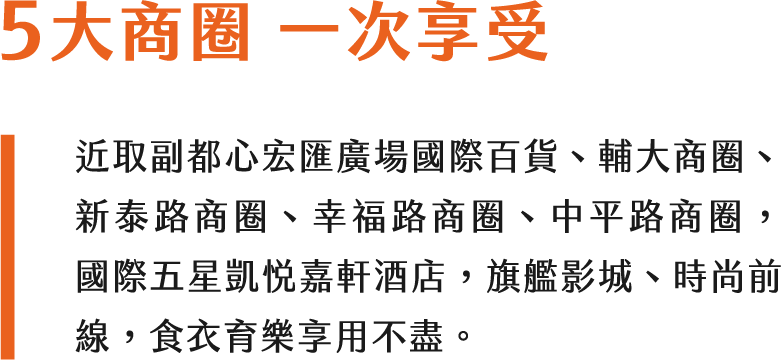 5大商圈 一次享受
近取副都心宏匯廣場國際百貨、輔大商圈、
新泰路商圈、幸福路商圈、中平路商圈，
國際五星凱悅嘉軒酒店，旗艦影城、時尚前
線，食衣育樂享用不盡。